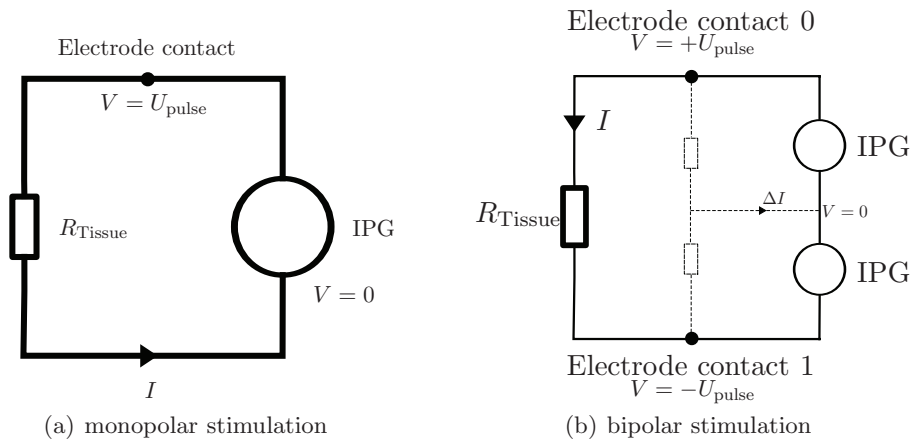 Electrode contact
V = U_pulse
R_Tissue
IPG
V = 0
I
(a) monopolar stimulation
Electrode contact 0
V = +U_pulse
I
IPG
R_Tissue
ΔI
V = 0
IPG
Electrode contact 1
V = −U_pulse
(b) bipolar stimulation